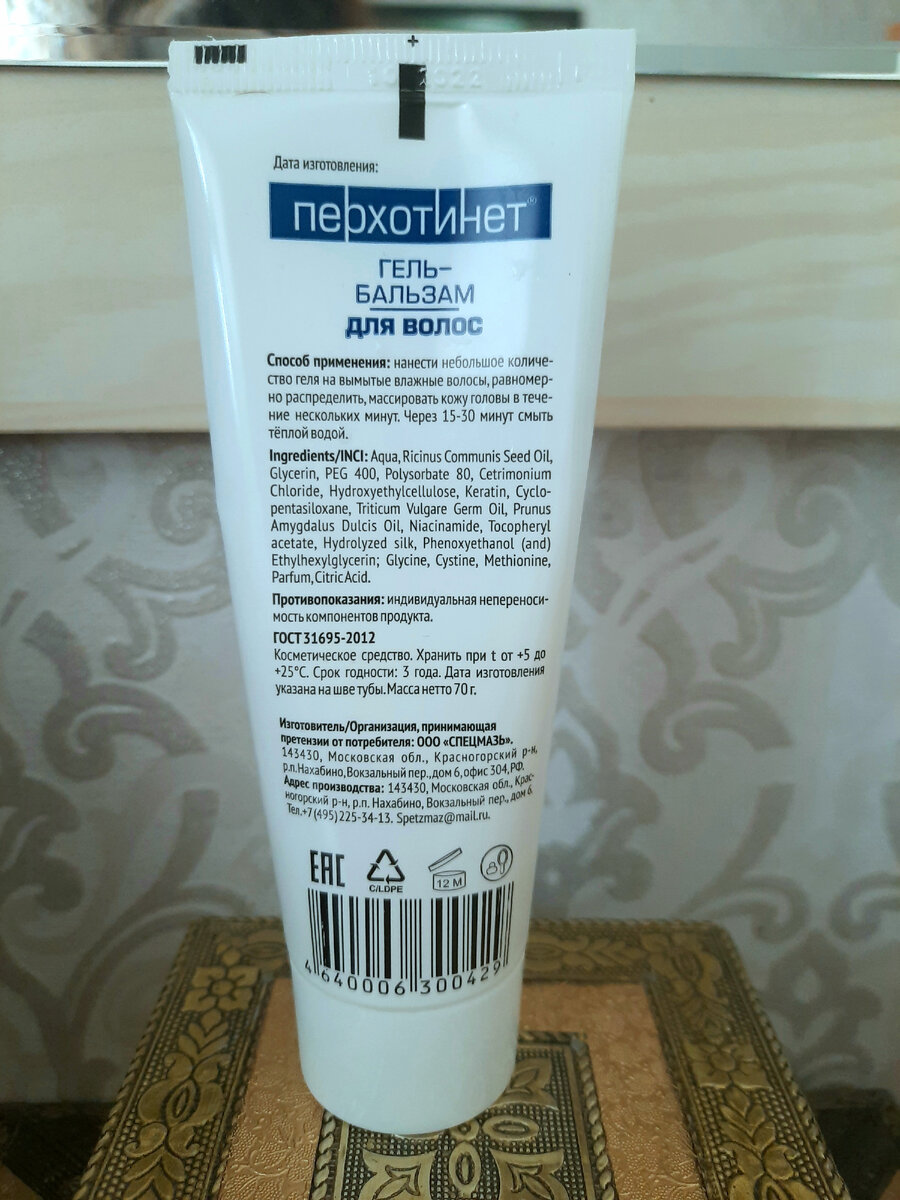 Дата изготовления:
перхотинет®
ГЕЛЬ-
БАЛЬЗАМ
ДЛЯ ВОЛОС
Способ применения: нанести небольшое количе-
ство геля на вымытые влажные волосы, равномер-
но распределить, массировать кожу головы в тече-
ние нескольких минут. Через 15-30 минут смыть
тёплой водой.
Ingredients/INCI: Aqua, Ricinus Communis Seed Oil,
Glycerin, PEG 400, Polysorbate 80, Cetrimonium
Chloride, Hydroxyethylcellulose, Keratin, Cyclo-
pentasiloxane, Triticum Vulgare Germ Oil, Prunus
Amygdalus Dulcis Oil, Niacinamide, Tocopheryl
acetate, Hydrolyzed silk, Phenoxyethanol (and)
Ethylhexylglycerin; Glycine, Cystine, Methionine,
Parfum, Citric Acid.
Противопоказания: индивидуальная непереноси-
мость компонентов продукта.
ГОСТ 31695-2012
Косметическое средство. Хранить при t от +5 до
+25°C. Срок годности: 3 года. Дата изготовления
указана на шве тубы. Масса нетто 70 г.
Изготовитель/Организация, принимающая
претензии от потребителя: ООО «СПЕЦМАЗЬ».
143430, Московская обл., Красногорский р-н,
р.п. Нахабино, Вокзальный пер., дом 6, офис 304, РФ.
Адрес производства: 143430, Московская обл., Крас-
ногорский р-н, р.п. Нахабино, Вокзальный пер., дом 6.
Тел.+7 (495) 225-34-13. Spetzmaz@mail.ru.
EAC
C/LDPE
12 M
4 640006 300429